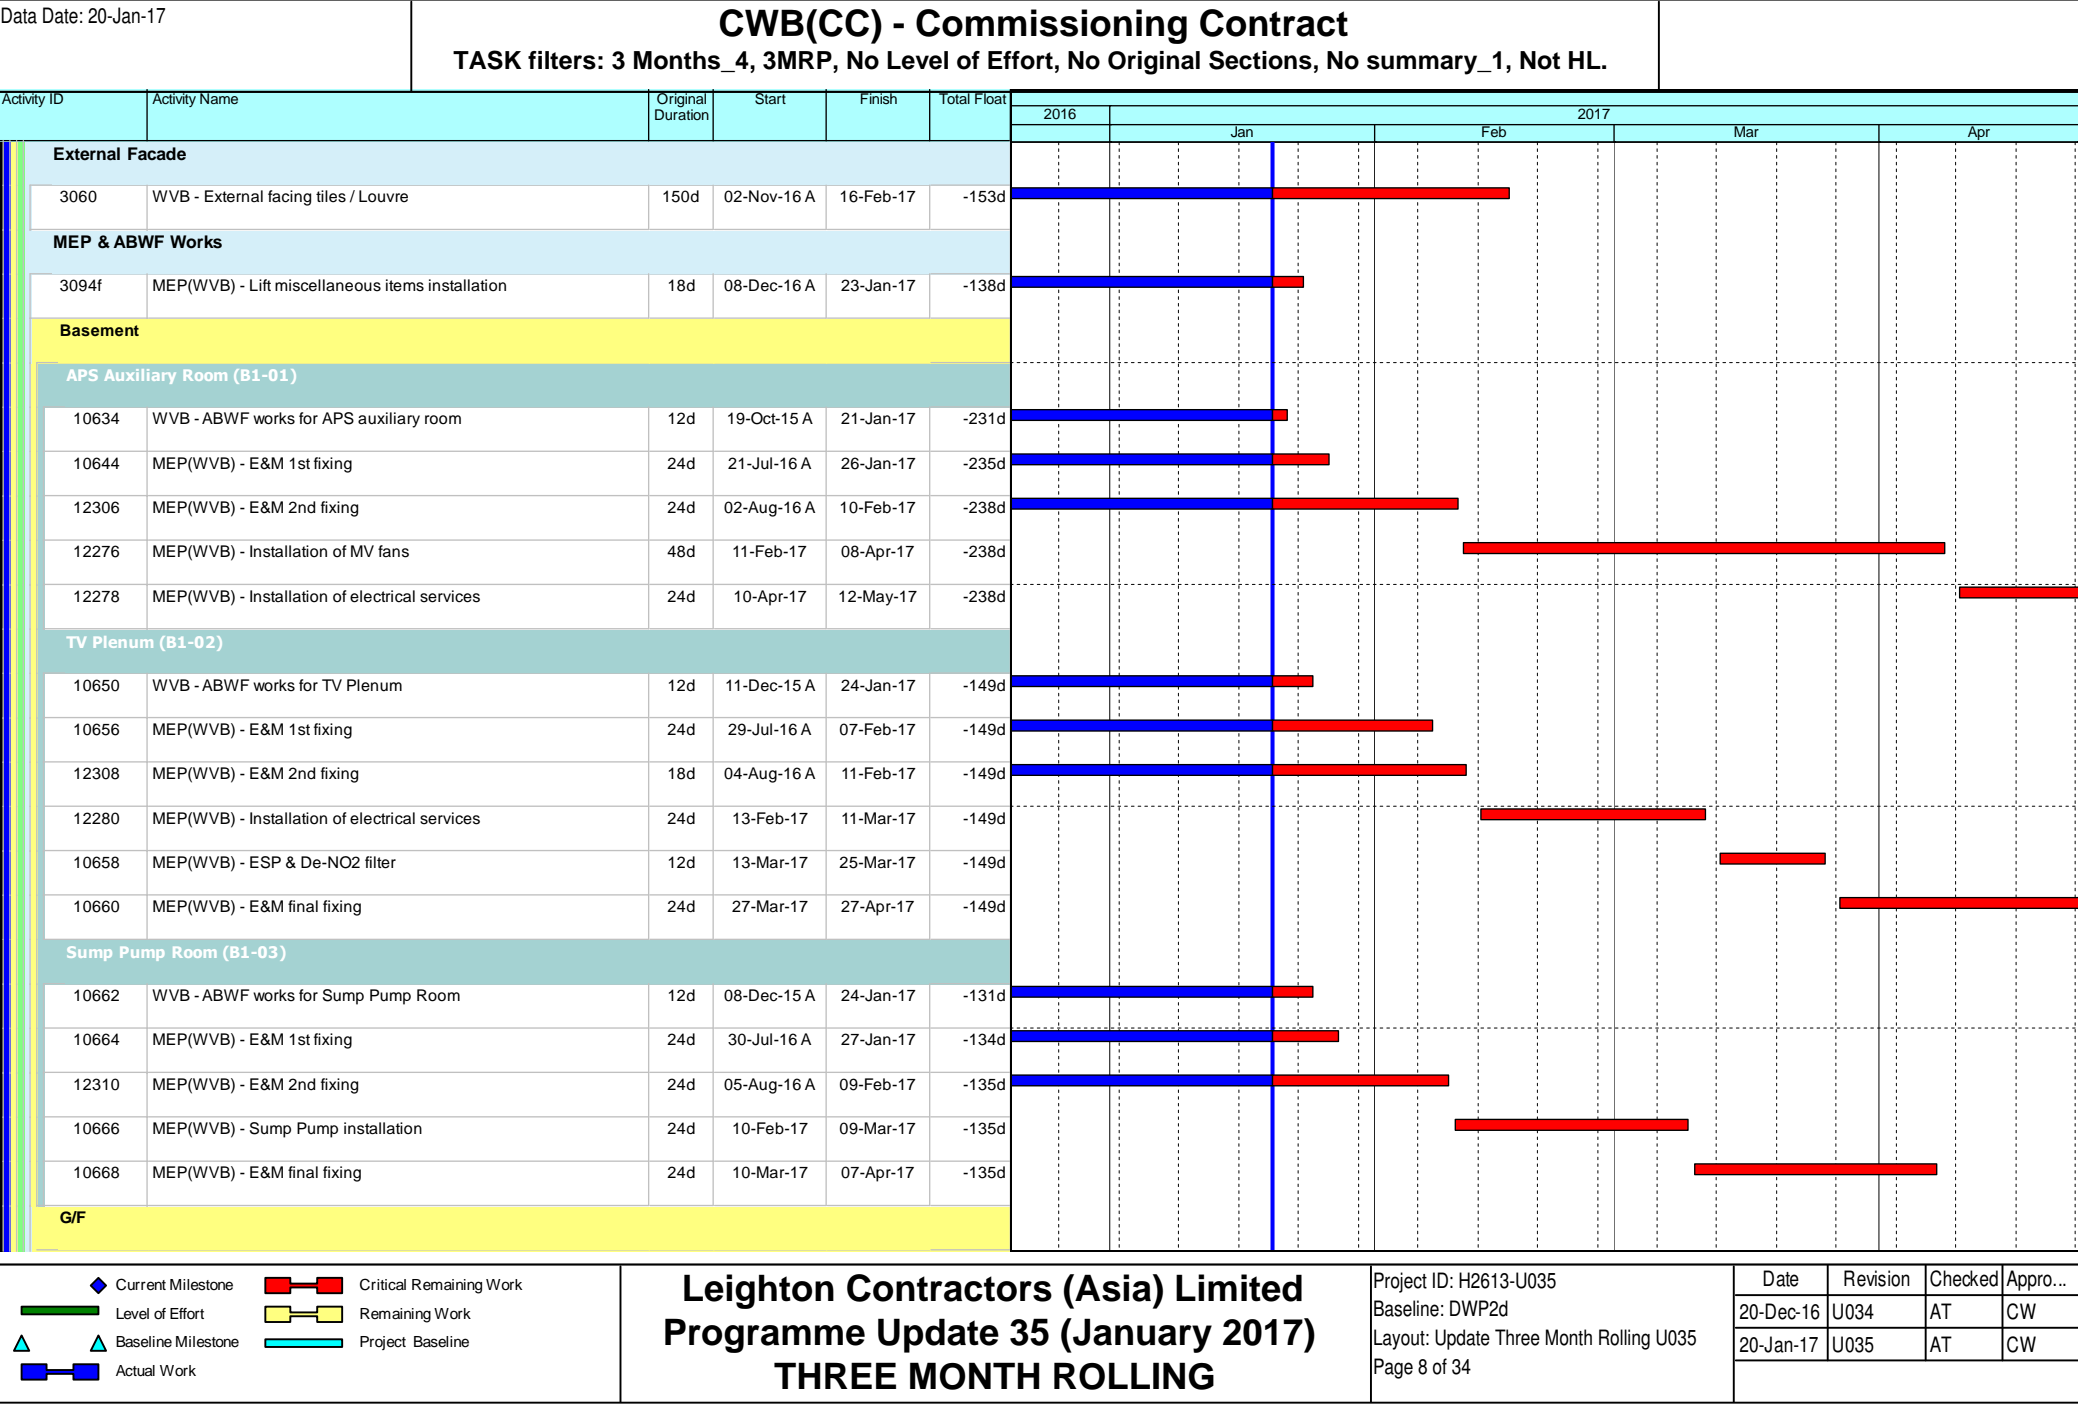 Data Date: 20-Jan-17
CWB(CC) - Commissioning Contract
TASK filters: 3 Months_4, 3MRP, No Level of Effort, No Original Sections, No summary_1, Not HL.
Activity ID Activity Name Original Duration Start Finish Total Float
2016 2017
Jan Feb Mar Apr
External Facade
3060 WVB - External facing tiles / Louvre 150d 02-Nov-16 A 16-Feb-17 -153d
MEP & ABWF Works
3094f MEP(WVB) - Lift miscellaneous items installation 18d 08-Dec-16 A 23-Jan-17 -138d
Basement
APS Auxiliary Room (B1-01)
10634 WVB - ABWF works for APS auxiliary room 12d 19-Oct-15 A 21-Jan-17 -231d
10644 MEP(WVB) - E&M 1st fixing 24d 21-Jul-16 A 26-Jan-17 -235d
12306 MEP(WVB) - E&M 2nd fixing 24d 02-Aug-16 A 10-Feb-17 -238d
12276 MEP(WVB) - Installation of MV fans 48d 11-Feb-17 08-Apr-17 -238d
12278 MEP(WVB) - Installation of electrical services 24d 10-Apr-17 12-May-17 -238d
TV Plenum (B1-02)
10650 WVB - ABWF works for TV Plenum 12d 11-Dec-15 A 24-Jan-17 -149d
10656 MEP(WVB) - E&M 1st fixing 24d 29-Jul-16 A 07-Feb-17 -149d
12308 MEP(WVB) - E&M 2nd fixing 18d 04-Aug-16 A 11-Feb-17 -149d
12280 MEP(WVB) - Installation of electrical services 24d 13-Feb-17 11-Mar-17 -149d
10658 MEP(WVB) - ESP & De-NO2 filter 12d 13-Mar-17 25-Mar-17 -149d
10660 MEP(WVB) - E&M final fixing 24d 27-Mar-17 27-Apr-17 -149d
Sump Pump Room (B1-03)
10662 WVB - ABWF works for Sump Pump Room 12d 08-Dec-15 A 24-Jan-17 -131d
10664 MEP(WVB) - E&M 1st fixing 24d 30-Jul-16 A 27-Jan-17 -134d
12310 MEP(WVB) - E&M 2nd fixing 24d 05-Aug-16 A 09-Feb-17 -135d
10666 MEP(WVB) - Sump Pump installation 24d 10-Feb-17 09-Mar-17 -135d
10668 MEP(WVB) - E&M final fixing 24d 10-Mar-17 07-Apr-17 -135d
G/F
Current Milestone Critical Remaining Work
Level of Effort Remaining Work
Baseline Milestone Project Baseline
Actual Work
Leighton Contractors (Asia) Limited
Programme Update 35 (January 2017)
THREE MONTH ROLLING
Project ID: H2613-U035
Baseline: DWP2d
Layout: Update Three Month Rolling U035
Page 8 of 34
Date Revision Checked Appro...
20-Dec-16 U034 AT CW
20-Jan-17 U035 AT CW